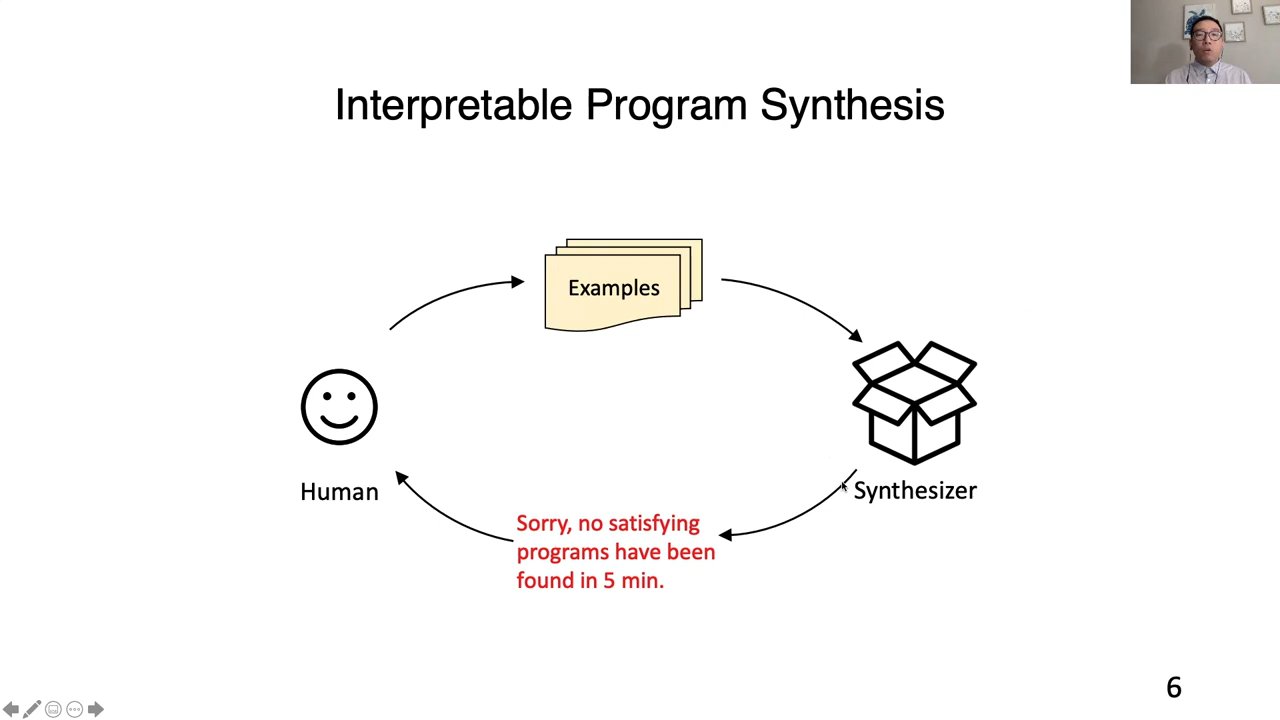 Interpretable Program Synthesis
Examples
Human
Synthesizer
Sorry, no satisfying
programs have been
found in 5 min.
6